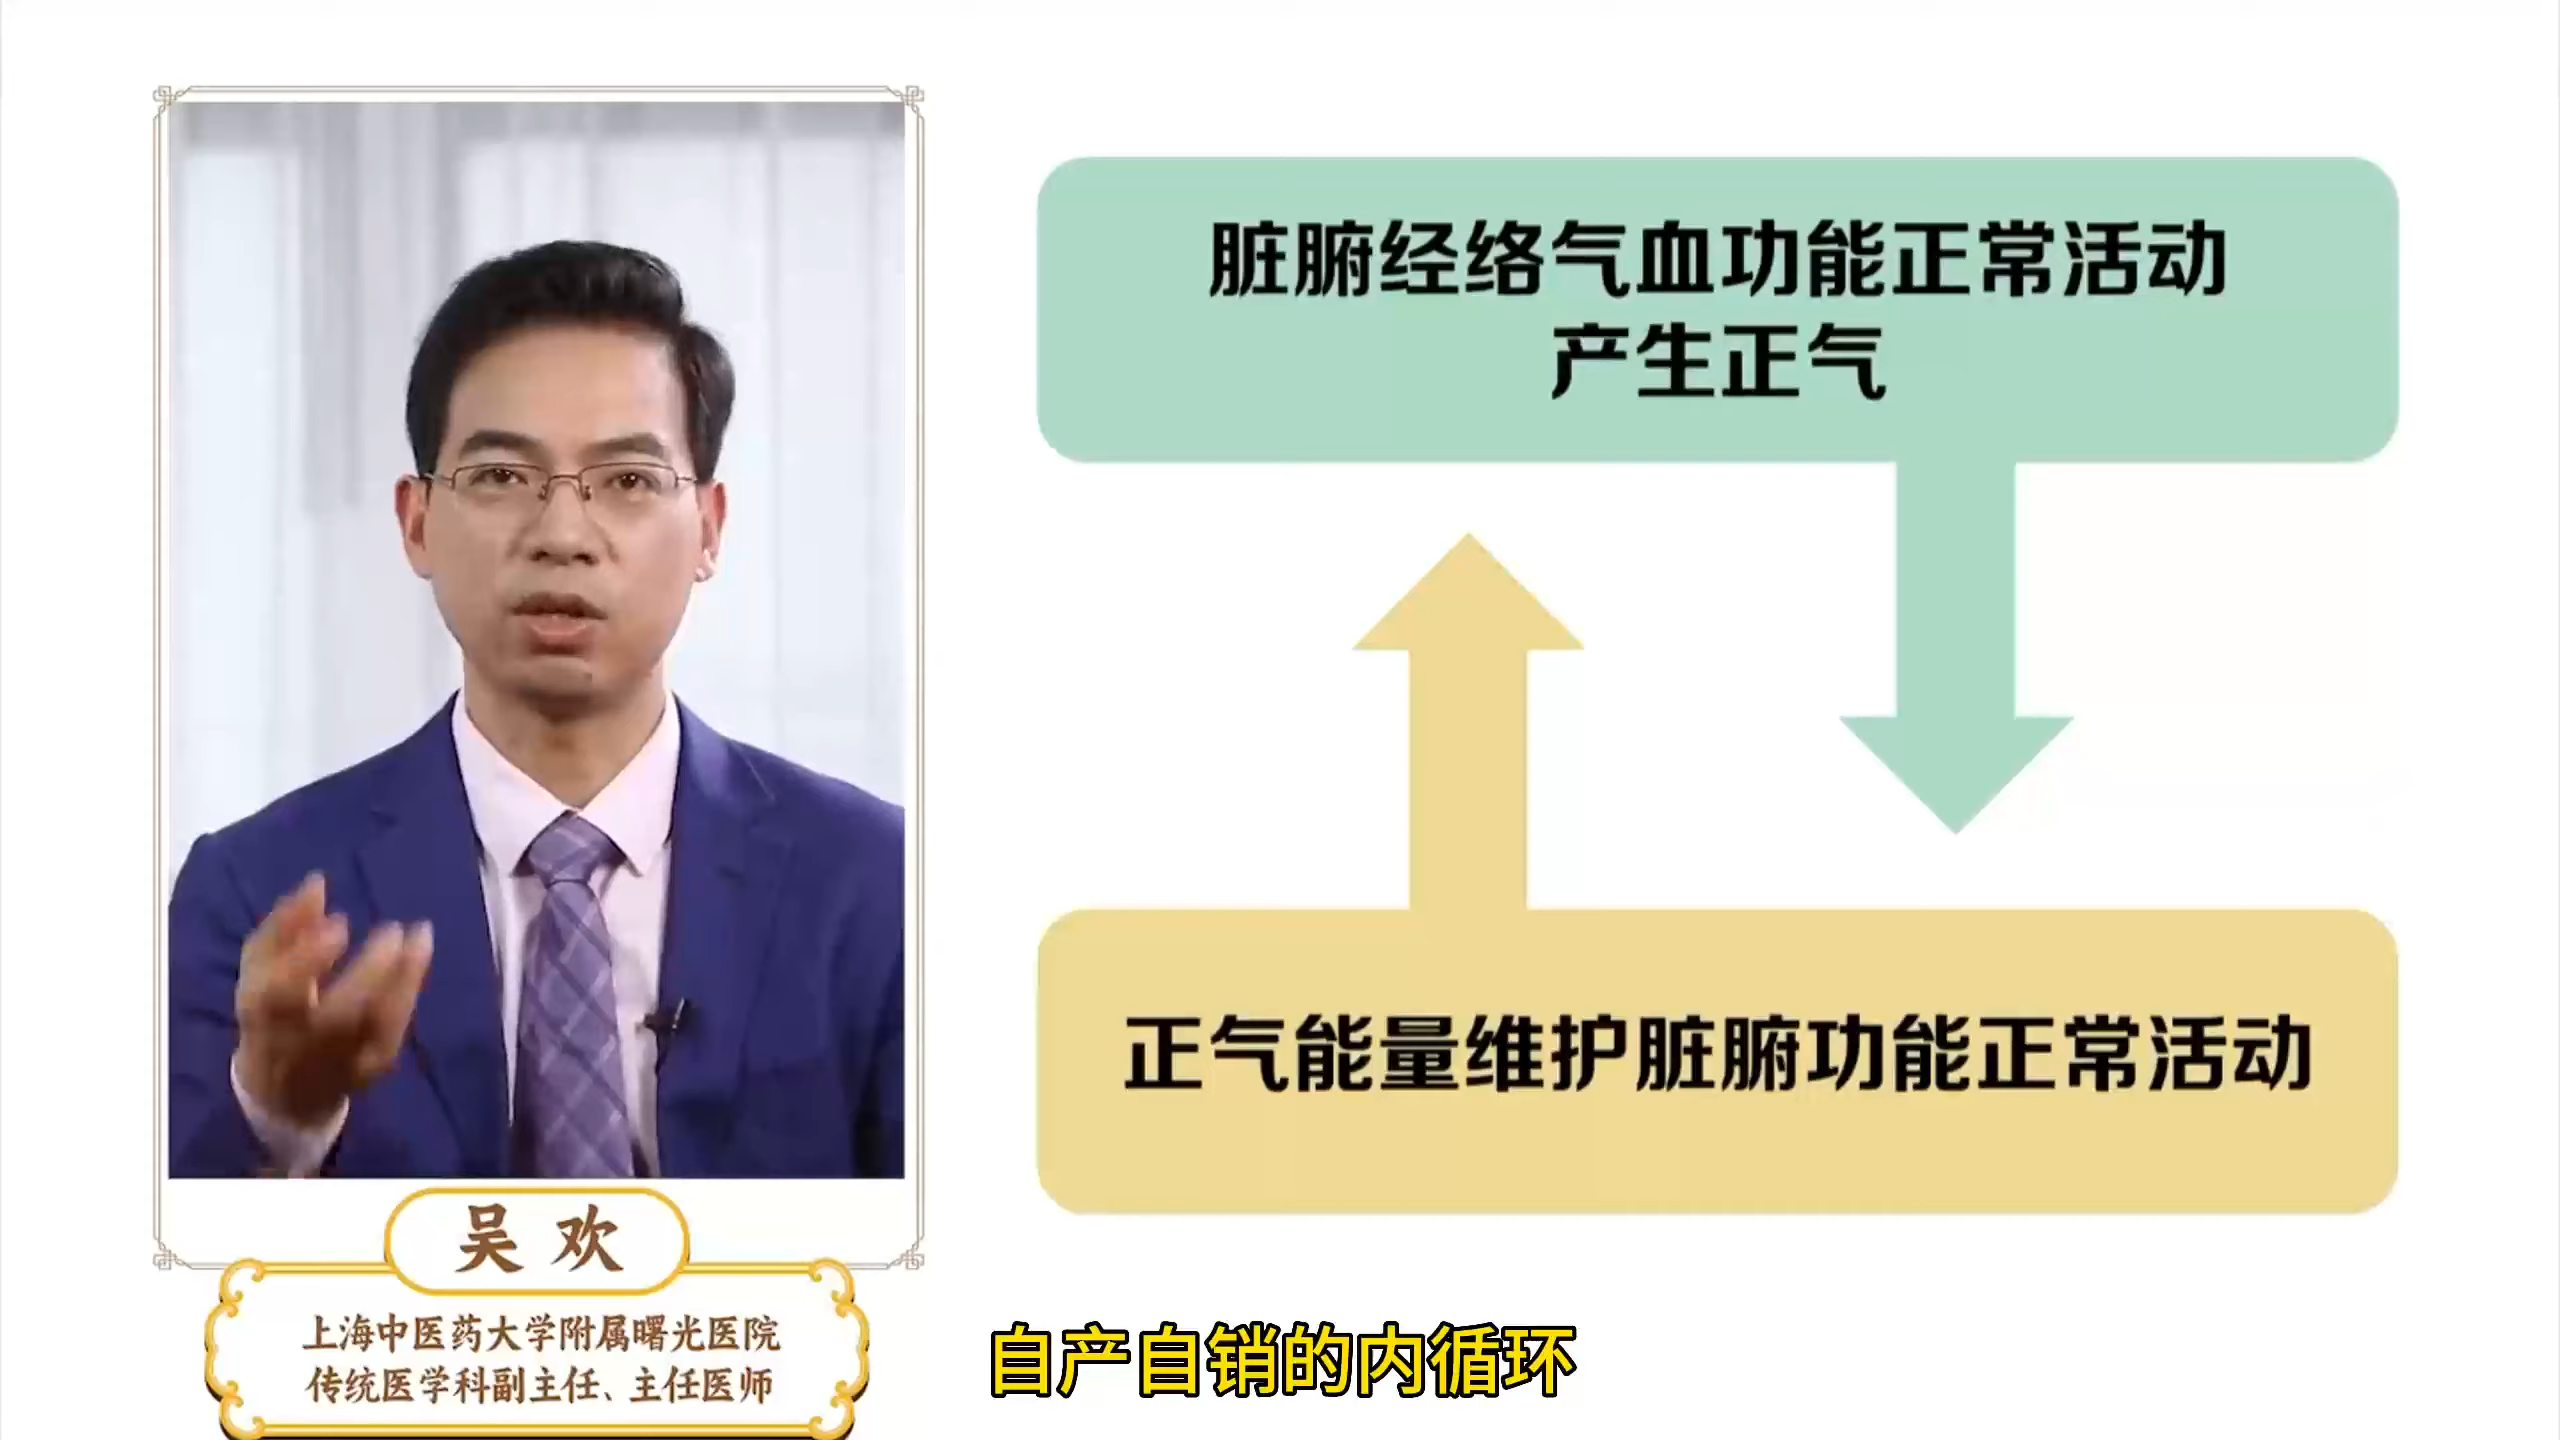 脏腑经络气血功能正常活动
产生正气
正气能量维护脏腑功能正常活动
吴欢
上海中医药大学附属曙光医院
传统医学科副主任、主任医师
自产自销的内循环